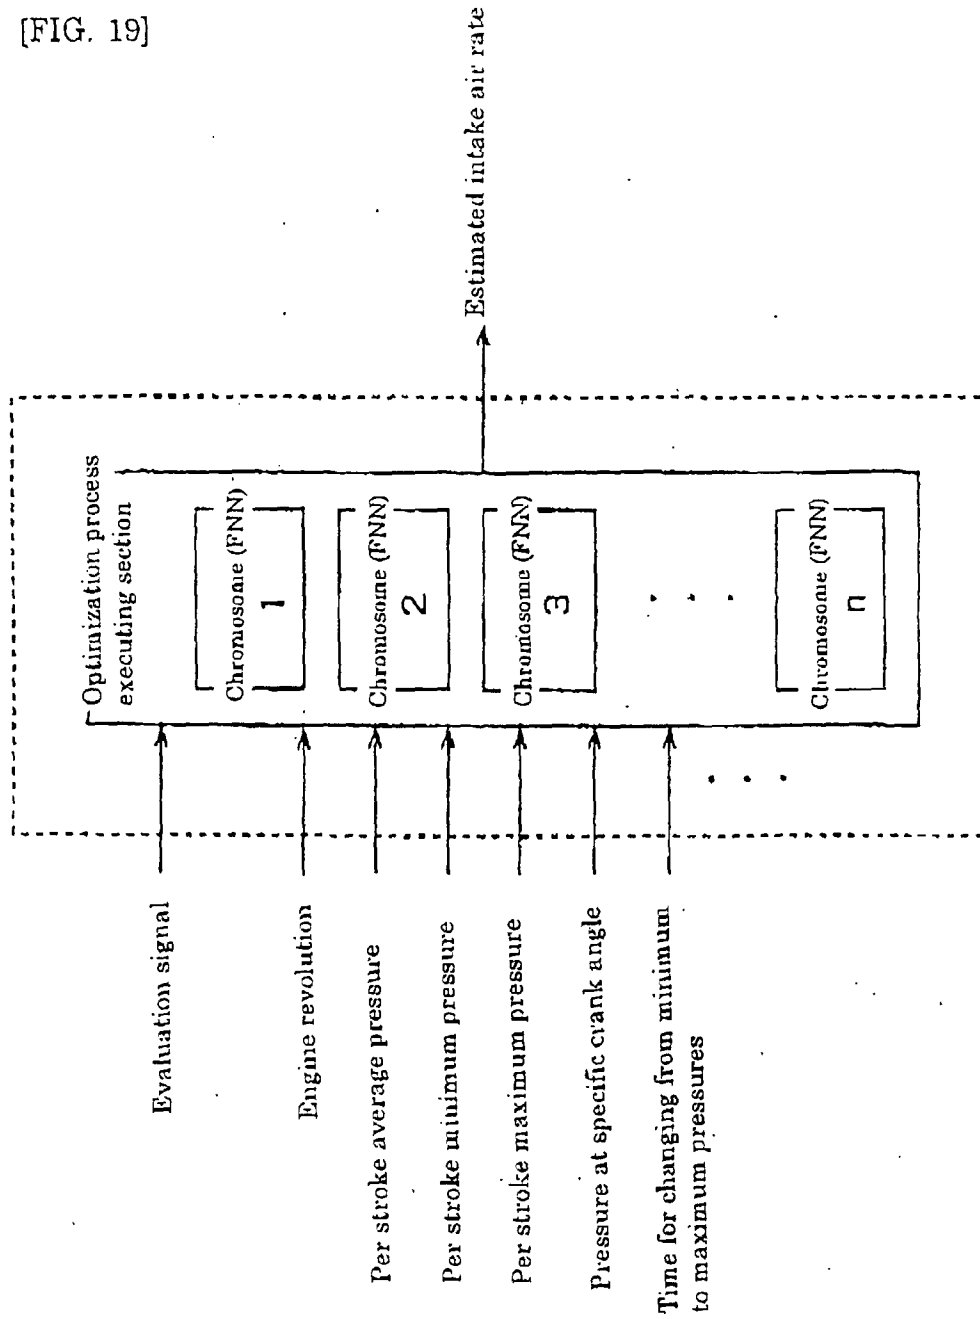 [FIG. 19]
Evaluation signal
Engine revolution
Per stroke average pressure
Per stroke minimum pressure
Per stroke maximum pressure
Pressure at specific crank angle
Time for changing from minimum
to maximum pressures
Optimization process
executing section
Chromosome (FNN)
1
Chromosome (FNN)
2
Chromosome (FNN)
3
Chromosome (FNN)
n
Estimated intake air rate